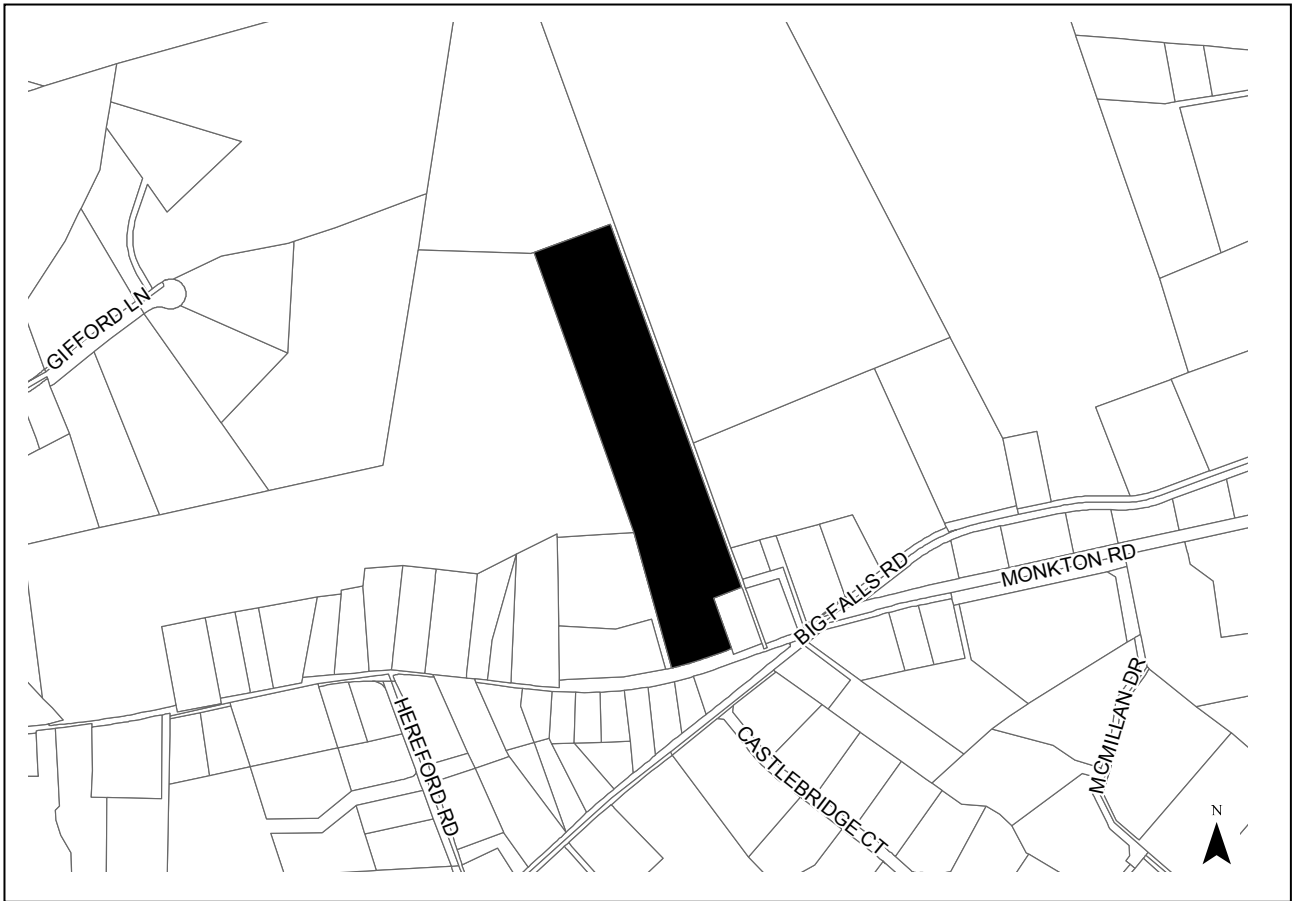 GIFFORD LN
BIG FALLS RD
MONKTON RD
HEREFORD RD
CASTLEBRIDGE CT
MCMILLAN DR
N